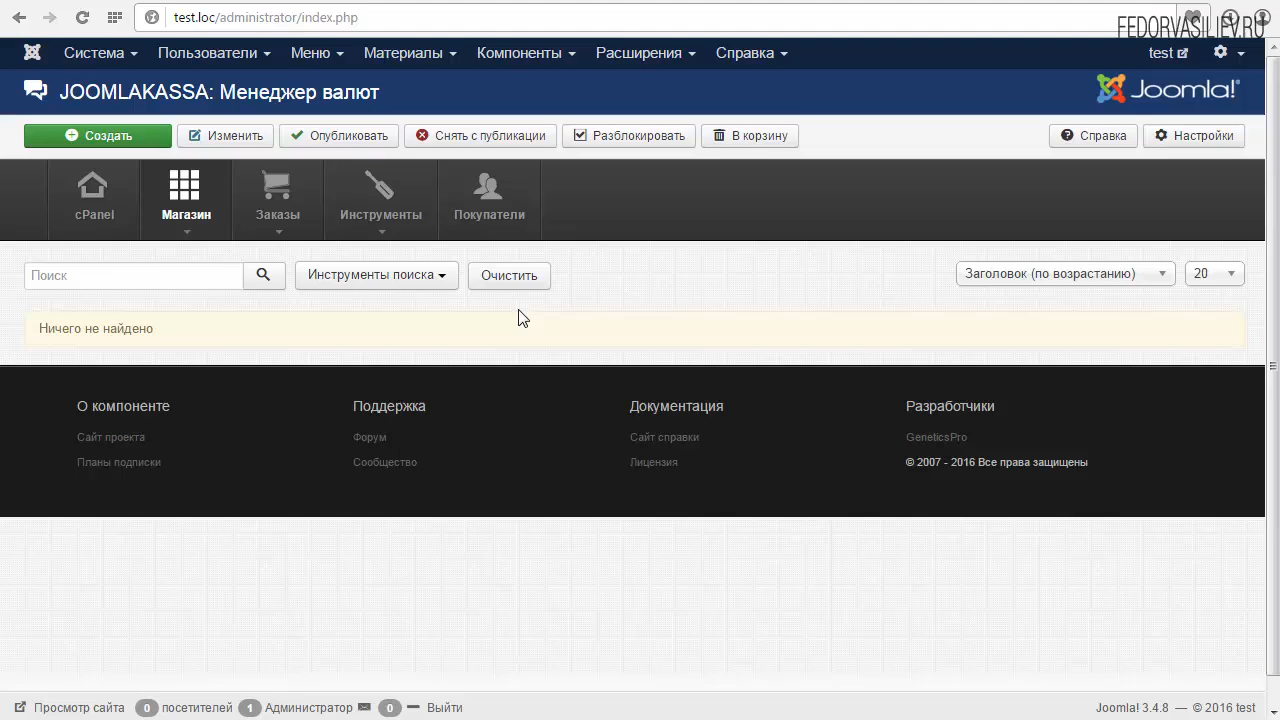 test.loc/administrator/index.php
FEDORVASILIEV.RU
Система Пользователи Меню Материалы Компоненты Расширения Справка test
JOOMLAKASSA: Менеджер валют
Joomla!
Создать Изменить Опубликовать Снять с публикации Разблокировать В корзину Справка Настройки
cPanel Магазин Заказы Инструменты Покупатели
Поиск Инструменты поиска Очистить Заголовок (по возрастанию) 20
Ничего не найдено
О компоненте Поддержка Документация Разработчики
Сайт проекта Форум Сайт справки GeneticsPro
Планы подписки Сообщество Лицензия © 2007 - 2016 Все права защищены
Просмотр сайта 0 посетителей 1 Администратор 0 Выйти Joomla! 3.4.8 — © 2016 test